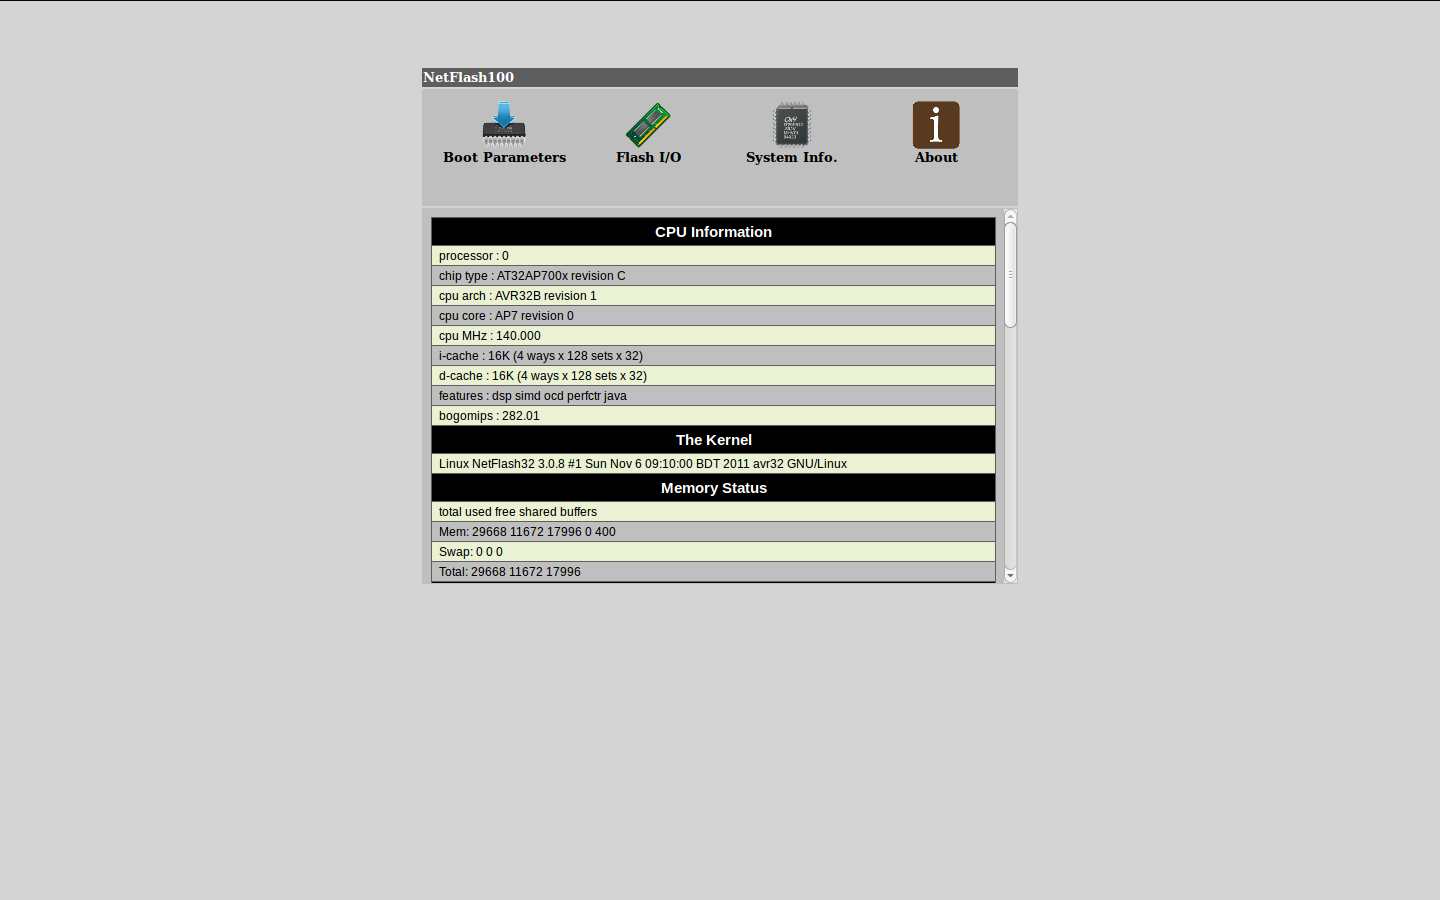 NetFlash100
Boot Parameters Flash I/O System Info. About
CPU Information
processor : 0
chip type : AT32AP700x revision C
cpu arch : AVR32B revision 1
cpu core : AP7 revision 0
cpu MHz : 140.000
i-cache : 16K (4 ways x 128 sets x 32)
d-cache : 16K (4 ways x 128 sets x 32)
features : dsp simd ocd perfctr java
bogomips : 282.01
The Kernel
Linux NetFlash32 3.0.8 #1 Sun Nov 6 09:10:00 BDT 2011 avr32 GNU/Linux
Memory Status
total used free shared buffers
Mem: 29668 11672 17996 0 400
Swap: 0 0 0
Total: 29668 11672 17996